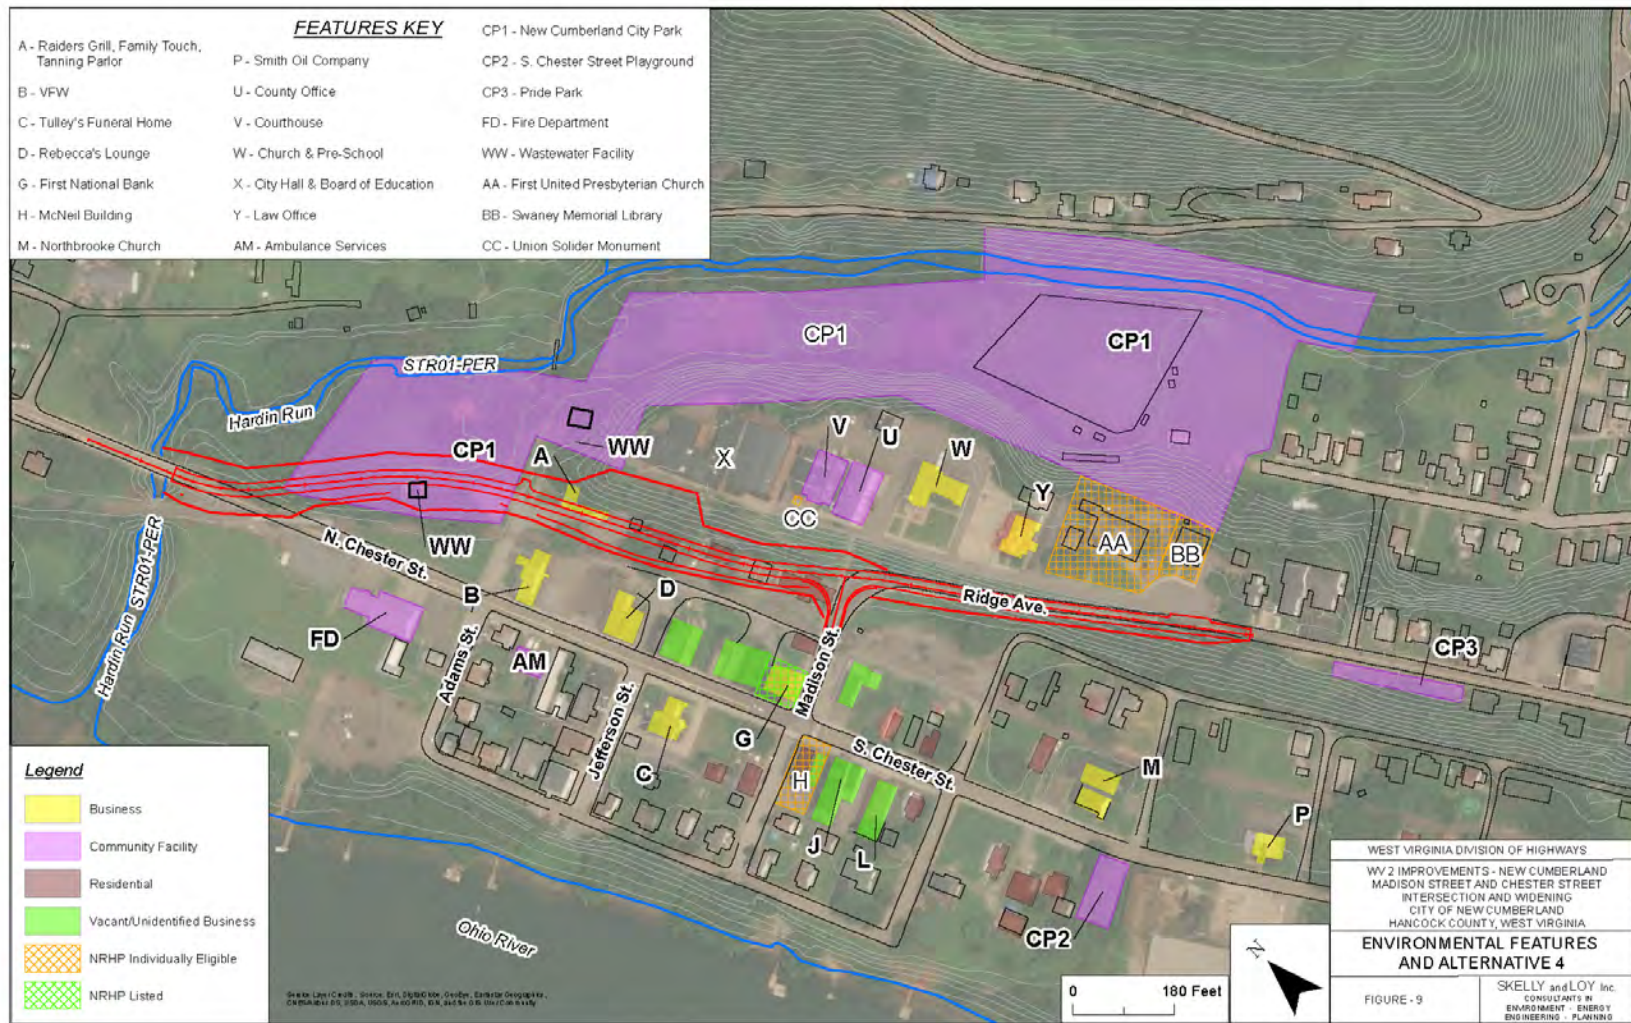 FEATURES KEY
A - Raiders Grill, Family Touch,
Tanning Parlor
B - VFW
C - Tulley's Funeral Home
D - Rebecca's Lounge
G - First National Bank
H - McNeil Building
M - Northbrooke Church
P - Smith Oil Company
U - County Office
V - Courthouse
W - Church & Pre-School
X - City Hall & Board of Education
Y - Law Office
AM - Ambulance Services
CP1 - New Cumberland City Park
CP2 - S. Chester Street Playground
CP3 - Pride Park
FD - Fire Department
WW - Wastewater Facility
AA - First United Presbyterian Church
BB - Swaney Memorial Library
CC - Union Solider Monument
CP1
CP1
STR01-PER
Hardin Run
CP1
WW
A
X
V
U
W
Y
CC
AA
BB
WW
N. Chester St.
B
D
Ridge Ave.
CP3
FD
AM
Adams St.
Jefferson St.
Madison St.
Hardin Run STR01-PER
G
C
H
S. Chester St.
J
L
M
P
CP2
Ohio River
Legend
Business
Community Facility
Residential
Vacant/Unidentified Business
NRHP Individually Eligible
NRHP Listed
0 180 Feet
N
WEST VIRGINIA DIVISION OF HIGHWAYS
WV 2 IMPROVEMENTS - NEW CUMBERLAND
MADISON STREET AND CHESTER STREET
INTERSECTION AND WIDENING
CITY OF NEW CUMBERLAND
HANCOCK COUNTY, WEST VIRGINIA
ENVIRONMENTAL FEATURES
AND ALTERNATIVE 4
FIGURE - 9
SKELLY and LOY Inc.
CONSULTANTS IN
ENVIRONMENT - ENERGY
ENGINEERING - PLANNING